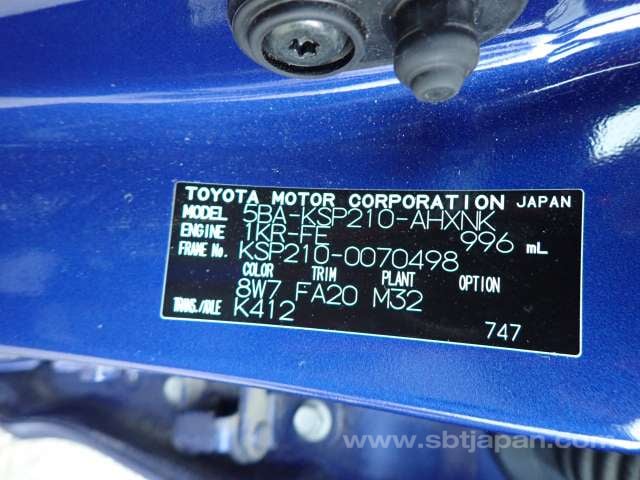 TOYOTA MOTOR CORPORATION JAPAN
MODEL 5BA-KSP210-AHXNK
ENGINE 1KR-FE 996 mL
FRAME No. KSP210-0070498
COLOR TRIM PLANT OPTION
8W7 FA20 M32
TRANS./AXLE K412
747
www.sbtjapan.com